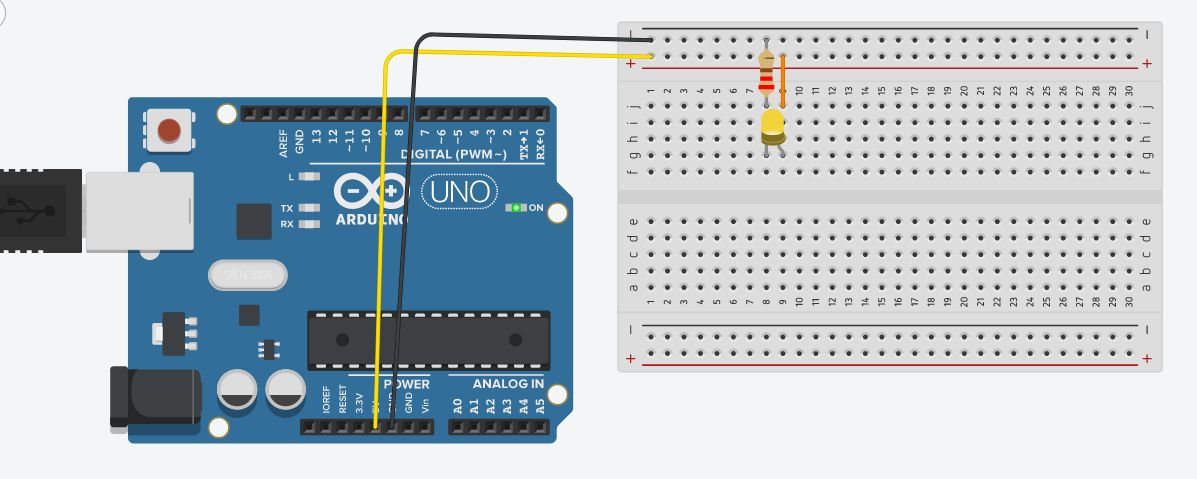 AREF
GND
13
12
~11
~10
9
8
7
~6
~5
4
~3
2
TX→1
RX←0
DIGITAL (PWM~)
L
TX
RX
ARDUINO
UNO
ON
SPK16.000G
POWER
ANALOG IN
IOREF
RESET
3.3V
5V
GND
GND
Vin
A0
A1
A2
A3
A4
A5
- -
+ +
1 2 3 4 5 6 7 8 9 10 11 12 13 14 15 16 17 18 19 20 21 22 23 24 25 26 27 28 29 30
j j
i i
h h
g g
f f
e e
d d
c c
b b
a a
1 2 3 4 5 6 7 8 9 10 11 12 13 14 15 16 17 18 19 20 21 22 23 24 25 26 27 28 29 30
- -
+ +